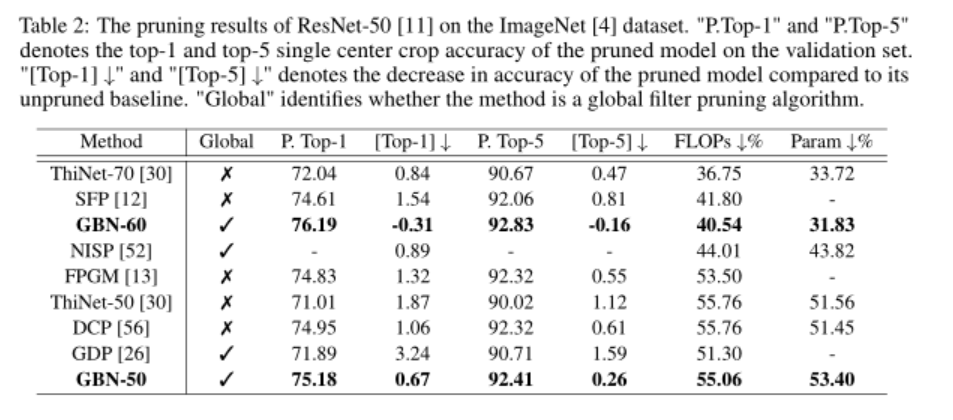 Table 2: The pruning results of ResNet-50 [11] on the ImageNet [4] dataset. "P.Top-1" and "P.Top-5"
denotes the top-1 and top-5 single center crop accuracy of the pruned model on the validation set.
"[Top-1] ↓" and "[Top-5] ↓" denotes the decrease in accuracy of the pruned model compared to its
unpruned baseline. "Global" identifies whether the method is a global filter pruning algorithm.
Method Global P. Top-1 [Top-1] ↓ P. Top-5 [Top-5] ↓ FLOPs ↓% Param ↓%
ThiNet-70 [30] ✗ 72.04 0.84 90.67 0.47 36.75 33.72
SFP [12] ✗ 74.61 1.54 92.06 0.81 41.80 -
GBN-60 ✓ 76.19 -0.31 92.83 -0.16 40.54 31.83
NISP [52] ✓ - 0.89 - - 44.01 43.82
FPGM [13] ✗ 74.83 1.32 92.32 0.55 53.50 -
ThiNet-50 [30] ✗ 71.01 1.87 90.02 1.12 55.76 51.56
DCP [56] ✗ 74.95 1.06 92.32 0.61 55.76 51.45
GDP [26] ✓ 71.89 3.24 90.71 1.59 51.30 -
GBN-50 ✓ 75.18 0.67 92.41 0.26 55.06 53.40